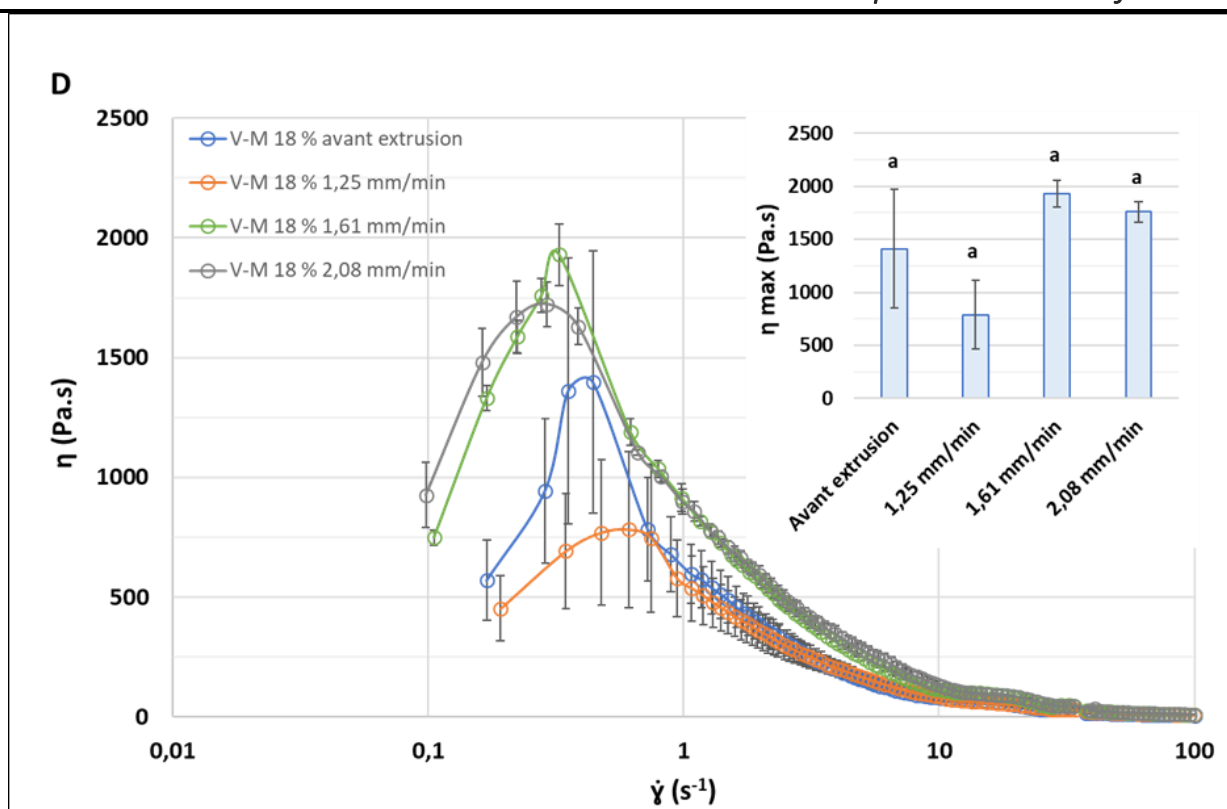 D
2500
2000
1500
1000
500
0
η (Pa.s)
0,01
0,1
1
10
100
γ̇ (s⁻¹)
V-M 18 % avant extrusion
V-M 18 % 1,25 mm/min
V-M 18 % 1,61 mm/min
V-M 18 % 2,08 mm/min
2500
2000
1500
1000
500
0
η max (Pa.s)
a
a
a
a
Avant extrusion
1,25 mm/min
1,61 mm/min
2,08 mm/min